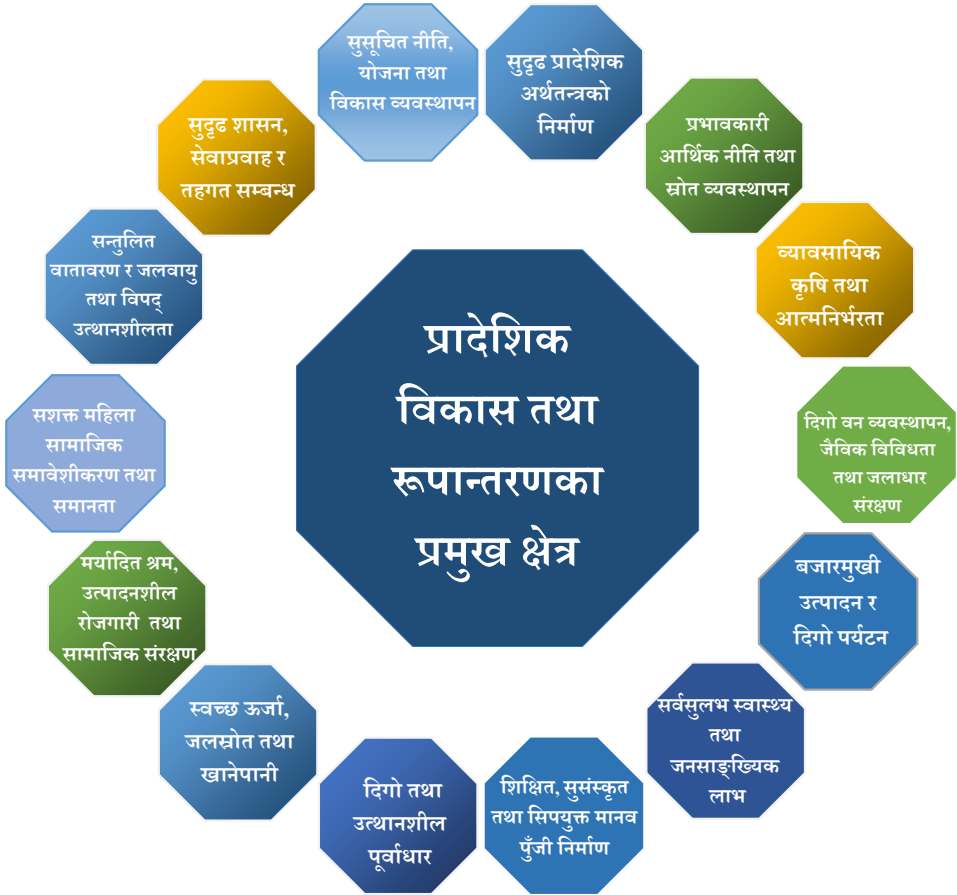 प्रादेशिक
विकास तथा
रूपान्तरणका
प्रमुख क्षेत्र
सुदृढ प्रादेशिक
अर्थतन्त्रको
निर्माण
प्रभावकारी
आर्थिक नीति तथा
स्रोत व्यवस्थापन
व्यावसायिक
कृषि तथा
आत्मनिर्भरता
दिगो वन व्यवस्थापन,
जैविक विविधता
तथा जलाधार
संरक्षण
बजारमुखी
उत्पादन र
दिगो पर्यटन
सर्वसुलभ स्वास्थ्य
तथा
जनसाङ्ख्यिक
लाभ
शिक्षित, सुसंस्कृत
तथा सिपयुक्त मानव
पुँजी निर्माण
दिगो तथा
उत्थानशील
पूर्वाधार
स्वच्छ ऊर्जा,
जलस्रोत तथा
खानेपानी
मर्यादित श्रम,
उत्पादनशील
रोजगारी तथा
सामाजिक संरक्षण
सशक्त महिला
सामाजिक
समावेशीकरण तथा
समानता
सन्तुलित
वातावरण र जलवायु
तथा विपद्
उत्थानशीलता
सुदृढ शासन,
सेवाप्रवाह र
तहगत सम्बन्ध
सुसूचित नीति,
योजना तथा
विकास व्यवस्थापन